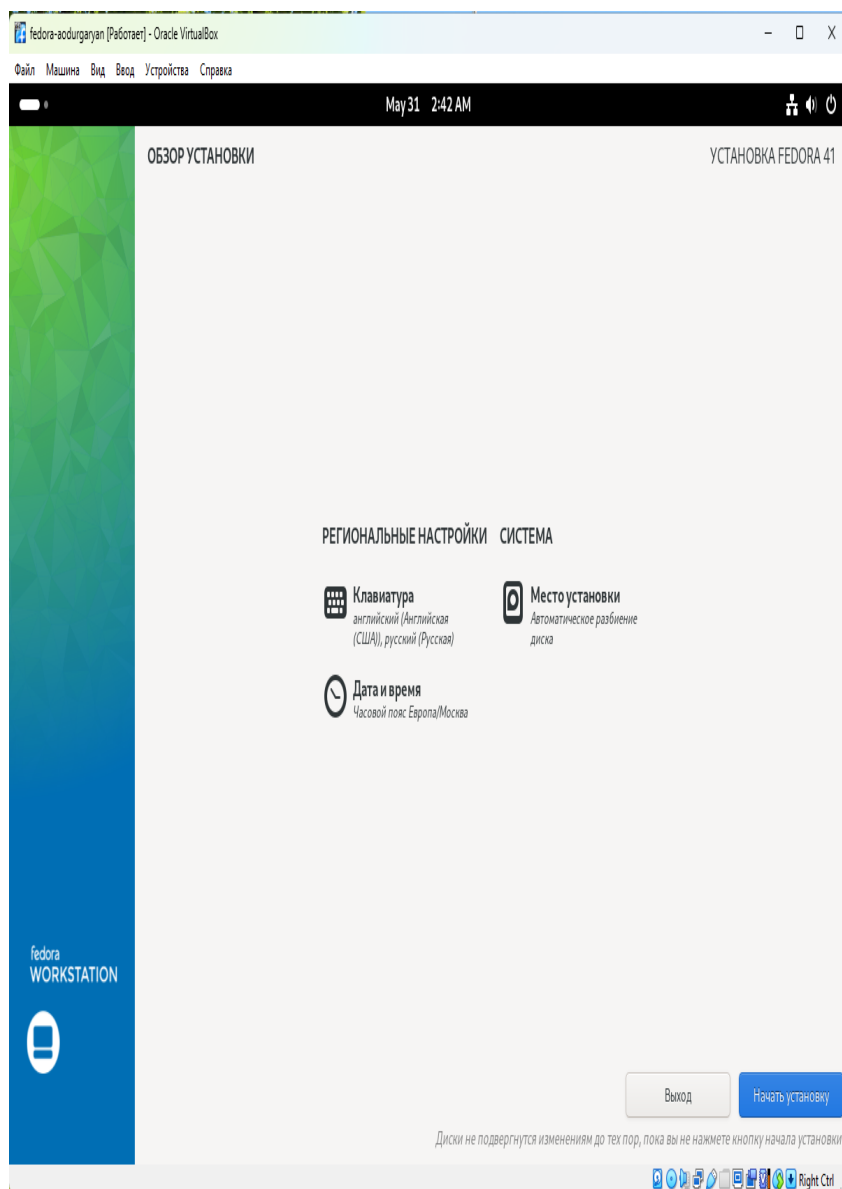 fedora-aodurgaryan [Работает] - Oracle VirtualBox
Файл Машина Вид Ввод Устройства Справка
May 31 2:42 AM
ОБЗОР УСТАНОВКИ
УСТАНОВКА FEDORA 41
РЕГИОНАЛЬНЫЕ НАСТРОЙКИ
Клавиатура
английский (Английская
(США)), русский (Русская)
Дата и время
Часовой пояс Европа/Москва
СИСТЕМА
Место установки
Автоматическое разбиение
диска
fedora
WORKSTATION
Выход
Начать установку
Диски не подвергнутся изменениям до тех пор, пока вы не нажмете кнопку начала установки
Right Ctrl